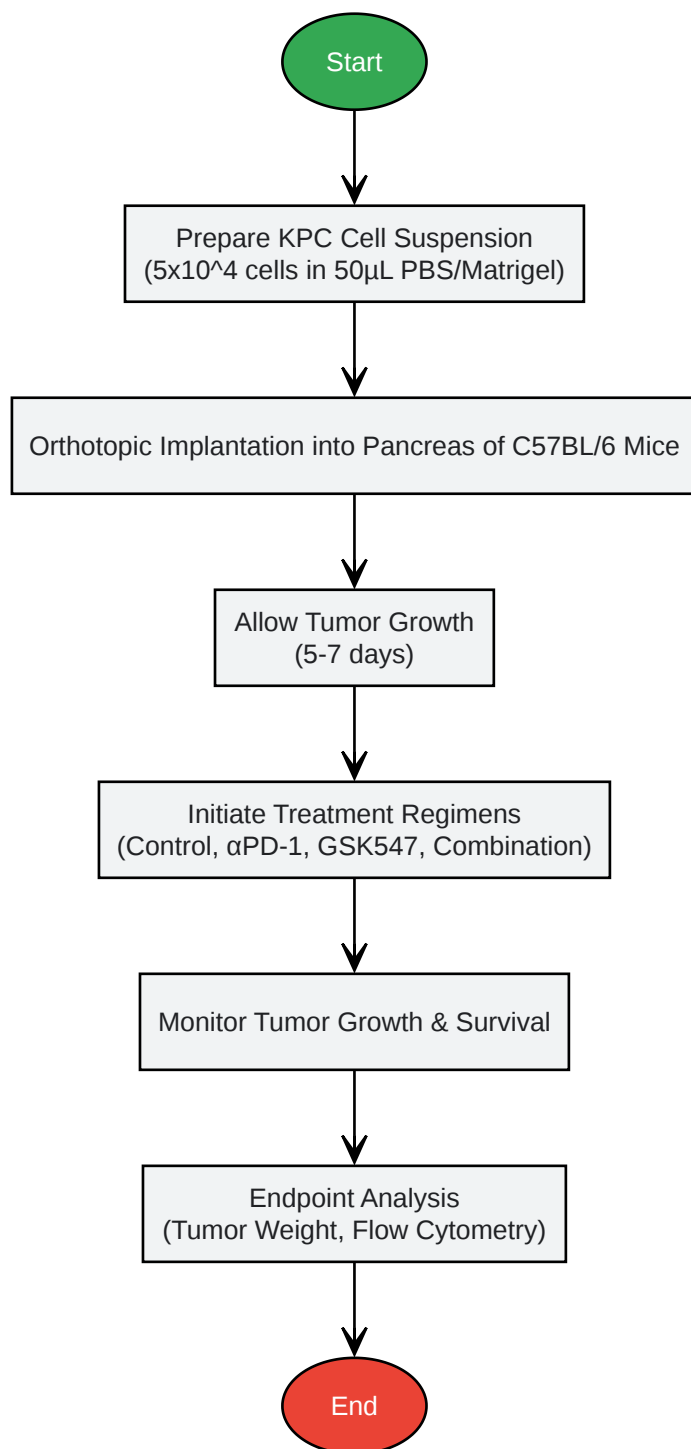 Start
Prepare KPC Cell Suspension
(5x10^4 cells in 50µL PBS/Matrigel)
Orthotopic Implantation into Pancreas of C57BL/6 Mice
Allow Tumor Growth
(5-7 days)
Initiate Treatment Regimens
(Control, αPD-1, GSK547, Combination)
Monitor Tumor Growth & Survival
Endpoint Analysis
(Tumor Weight, Flow Cytometry)
End